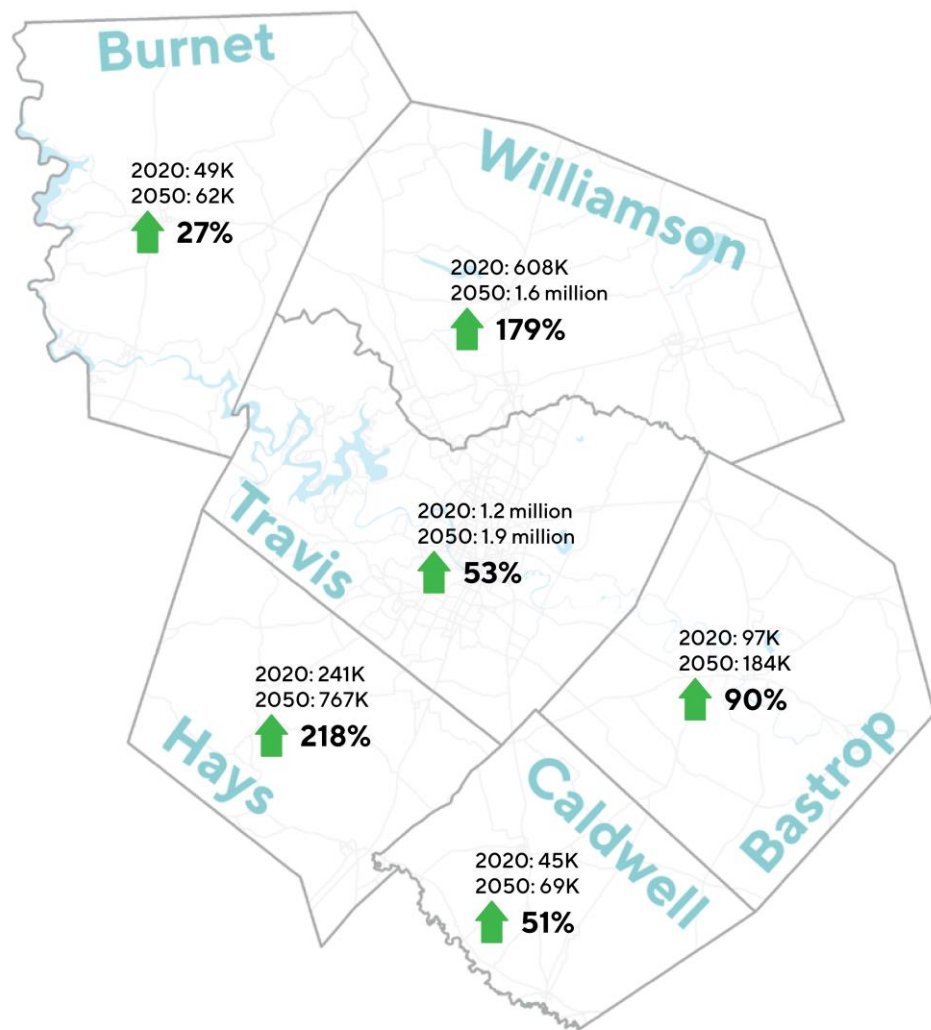 Burnet
2020: 49K
2050: 62K
27%
Williamson
2020: 608K
2050: 1.6 million
179%
Travis
2020: 1.2 million
2050: 1.9 million
53%
Hays
2020: 241K
2050: 767K
218%
Bastrop
2020: 97K
2050: 184K
90%
Caldwell
2020: 45K
2050: 69K
51%